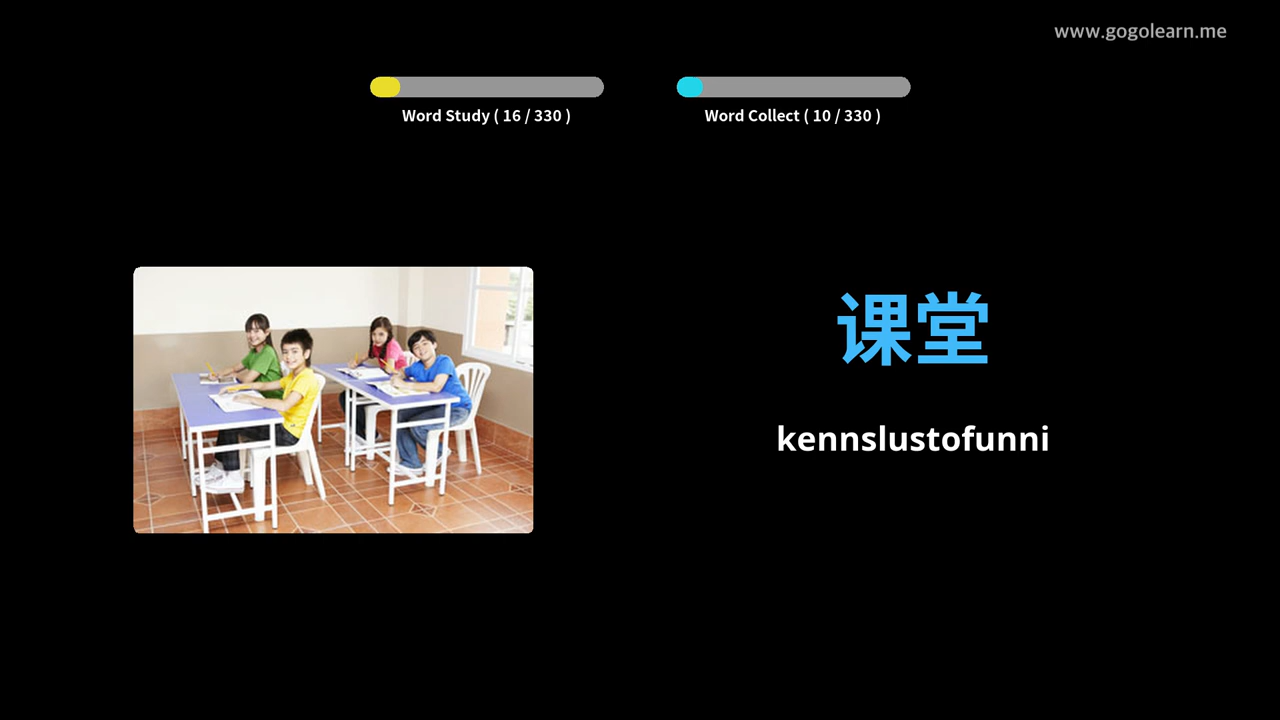 www.gogolearn.me
Word Study ( 16 / 330 )
Word Collect ( 10 / 330 )
课堂
kennslustofunni